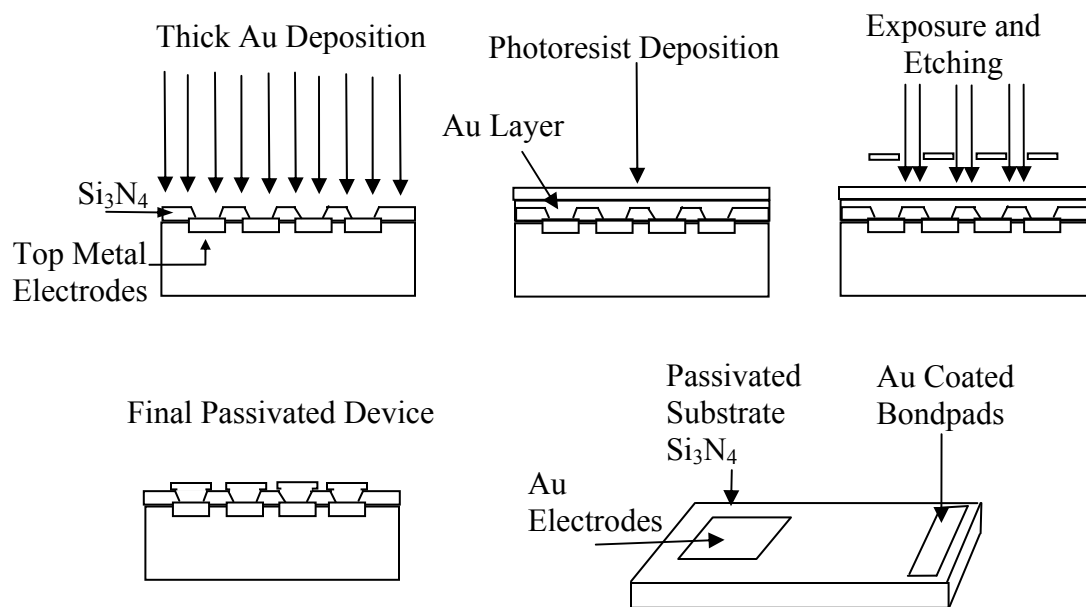 Thick Au Deposition
Si₃N₄
Top Metal
Electrodes
Photoresist Deposition
Au Layer
Exposure and
Etching
Final Passivated Device
Passivated
Substrate
Si₃N₄
Au
Electrodes
Au Coated
Bondpads